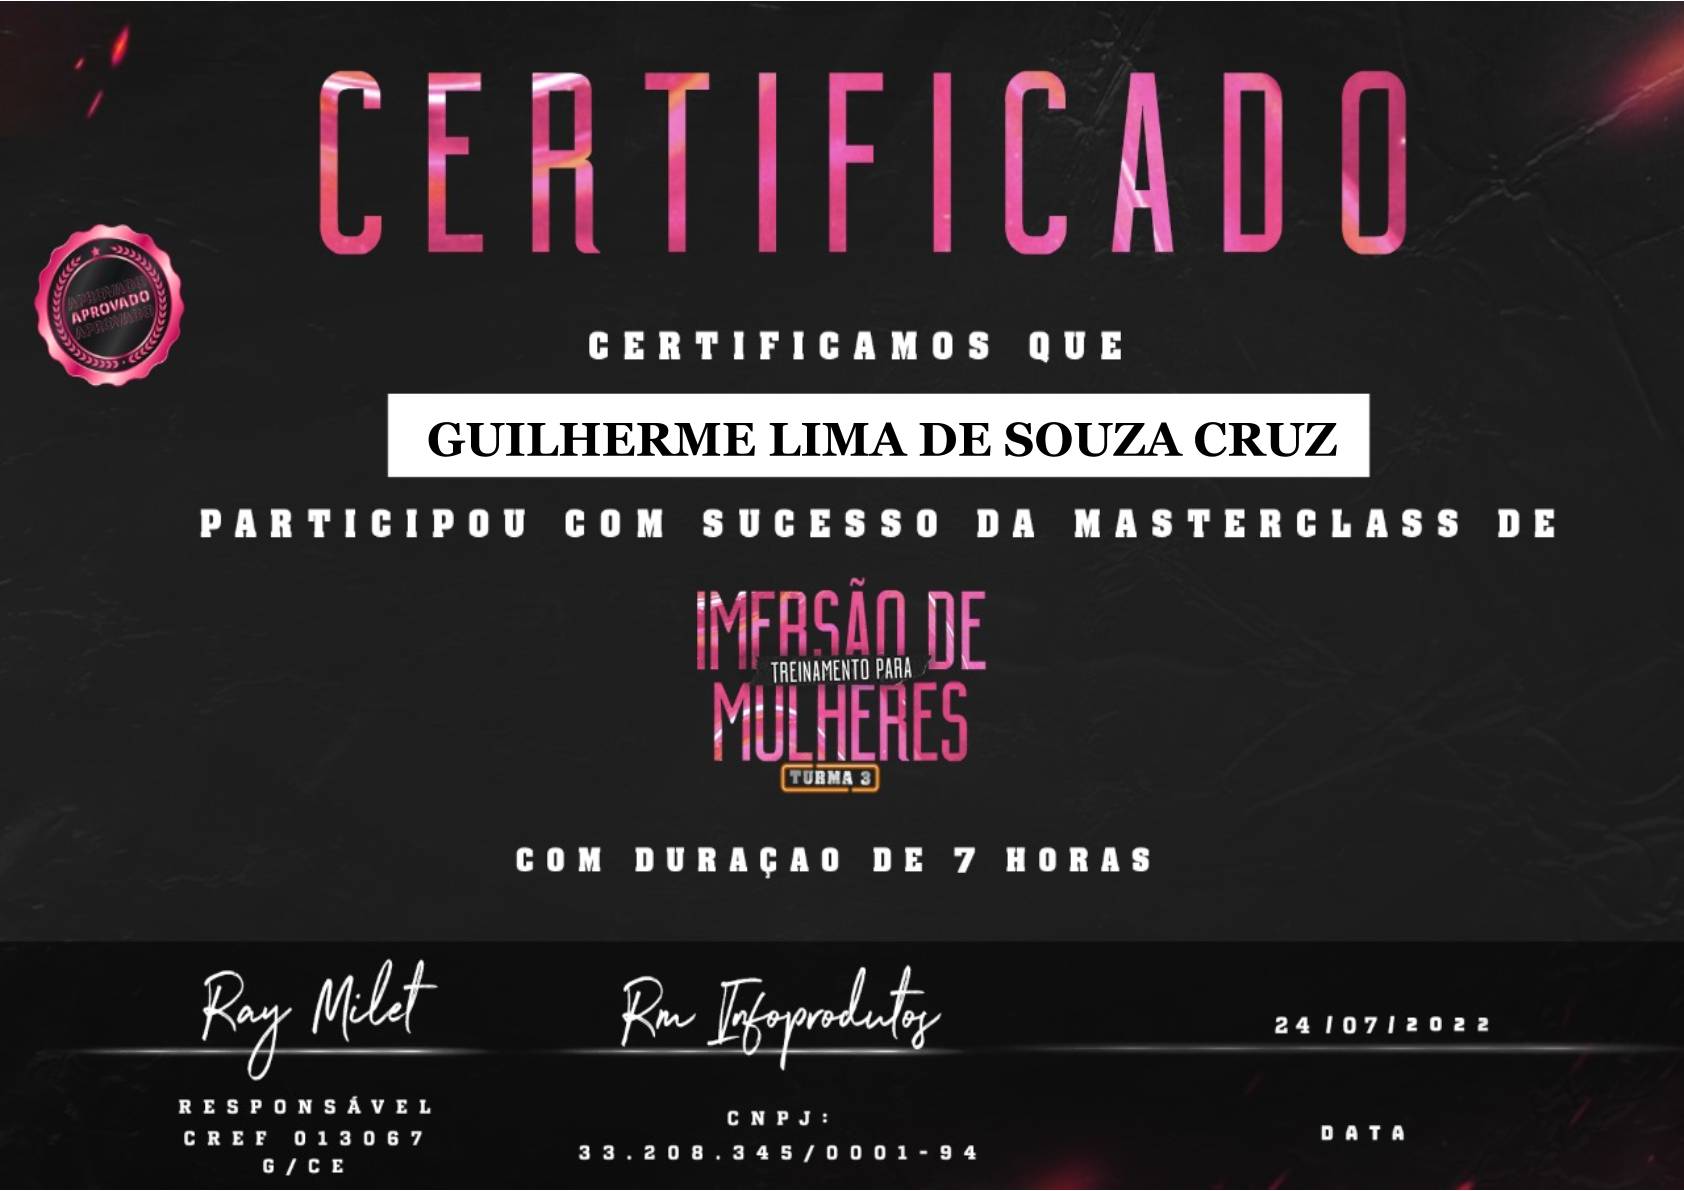 CERTIFICADO
APROVADO
APROVADO
APROVADO
CERTIFICAMOS QUE
GUILHERME LIMA DE SOUZA CRUZ
PARTICIPOU COM SUCESSO DA MASTERCLASS DE
IMERSÃO DE
TREINAMENTO PARA
MULHERES
TURMA 3
COM DURAÇAO DE 7 HORAS
Ray Milet
Rm Infoprodutos
24/07/2022
RESPONSÁVEL
CREF 013067
G/CE
CNPJ:
33.208.345/0001-94
DATA